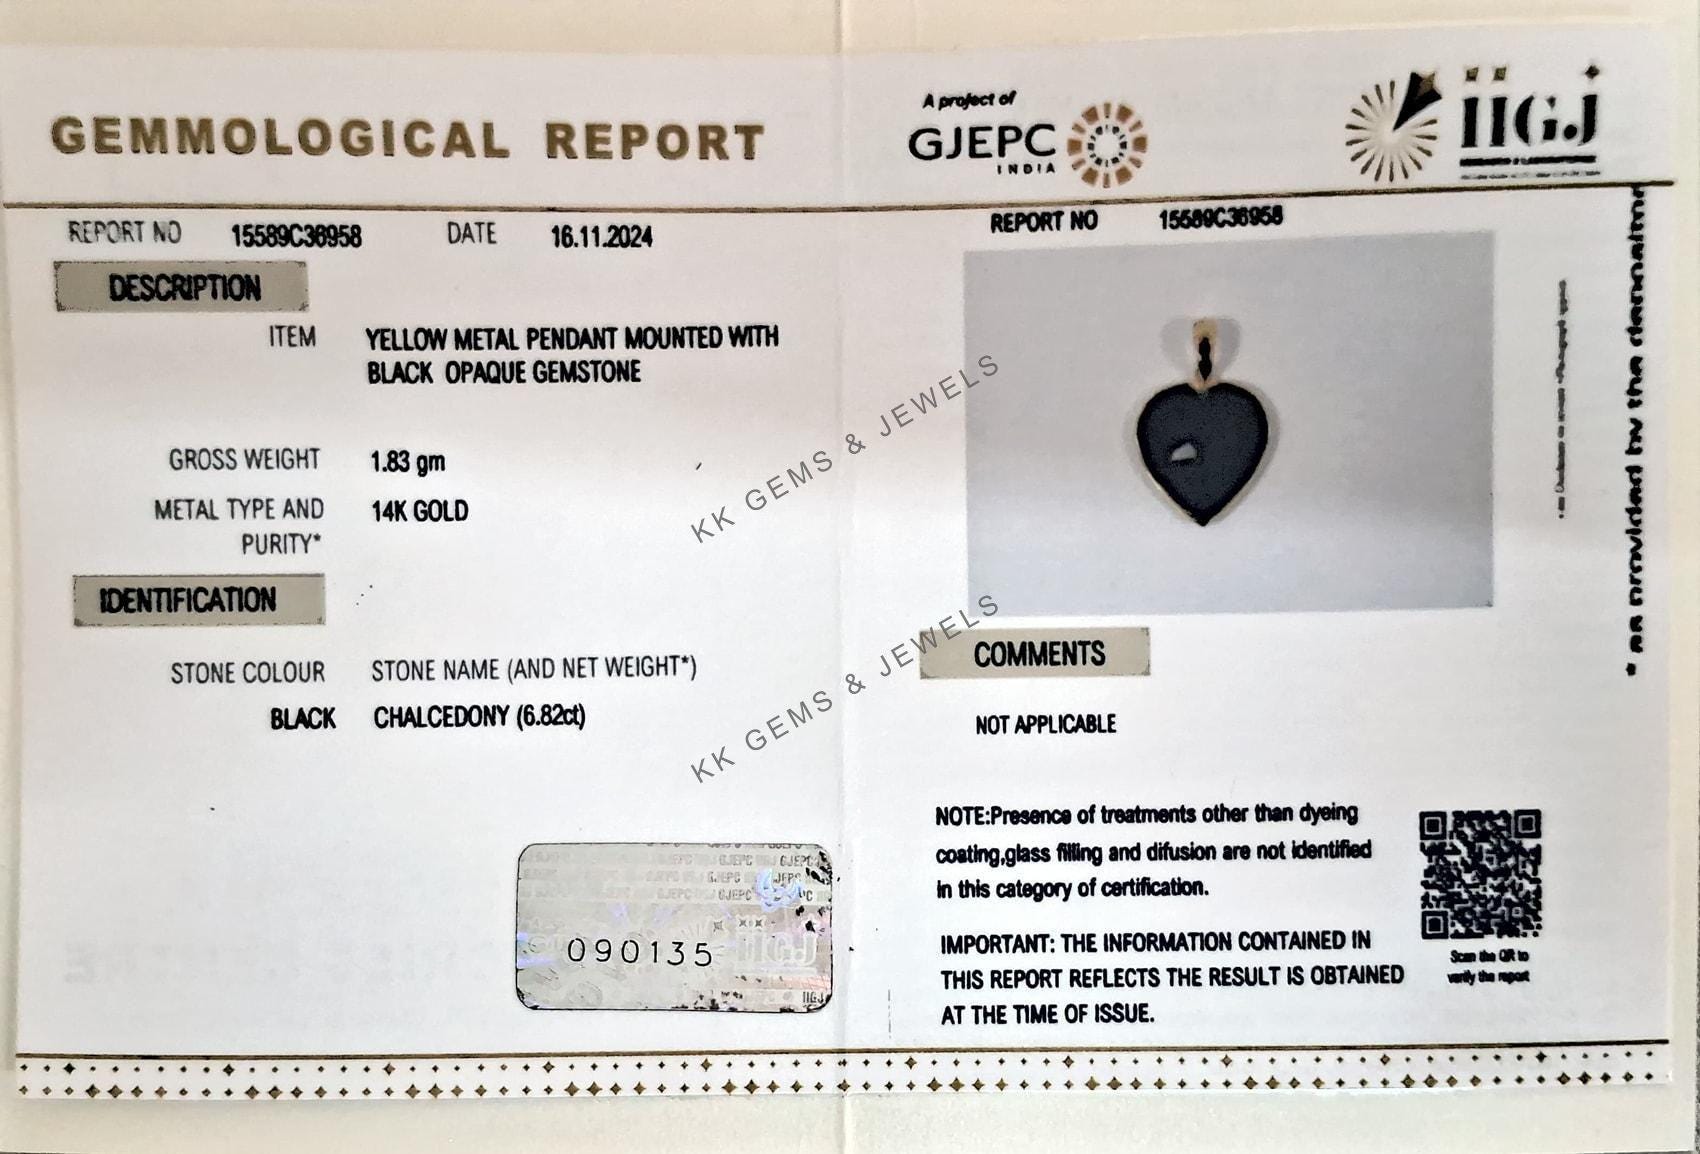 GEMMOLOGICAL REPORT
REPORT NO 15589C36958 DATE 16.11.2024
DESCRIPTION
ITEM YELLOW METAL PENDANT MOUNTED WITH
BLACK OPAQUE GEMSTONE
GROSS WEIGHT 1.83 gm
METAL TYPE AND 14K GOLD
PURITY*
IDENTIFICATION
STONE COLOUR STONE NAME (AND NET WEIGHT*)
BLACK CHALCEDONY (6.82ct)
090135
IIGJ
A project of
GJEPC
INDIA
IIGJ
REPORT NO 15589C36958
* as provided by the
COMMENTS
NOT APPLICABLE
NOTE:Presence of treatments other than dyeing
coating,glass filling and difusion are not identified
in this category of certification.
IMPORTANT: THE INFORMATION CONTAINED IN
THIS REPORT REFLECTS THE RESULT IS OBTAINED
AT THE TIME OF ISSUE.
Scan the QR to
verify the report
KK GEMS & JEWELS
KK GEMS & JEWELS